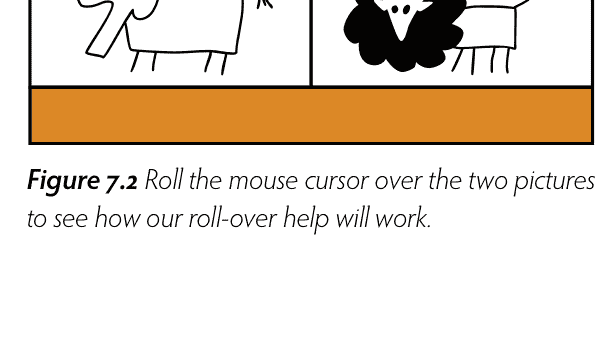 Figure 7.2 Roll the mouse cursor over the two pictures
to see how our roll-over help will work.